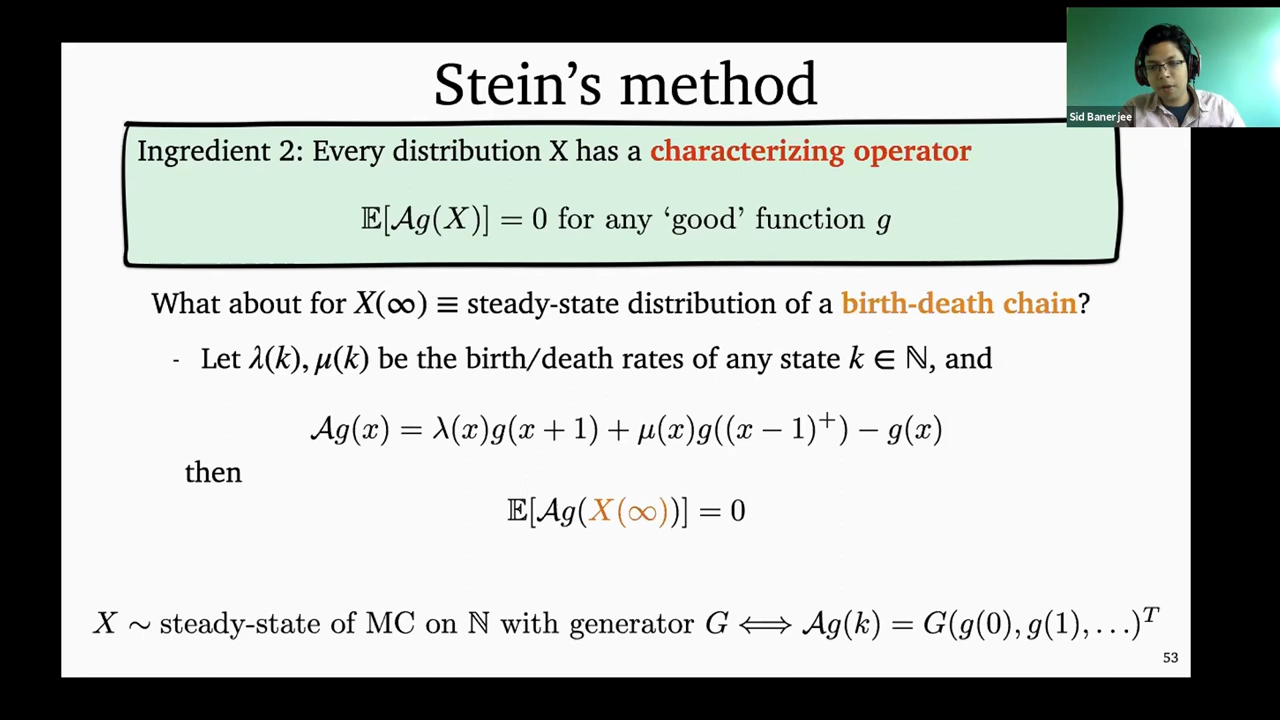 Stein's method
Ingredient 2: Every distribution X has a characterizing operator
𝔼[𝒜g(X)] = 0 for any ‘good’ function g
What about for X(∞) ≡ steady-state distribution of a birth-death chain?
- Let λ(k), μ(k) be the birth/death rates of any state k ∈ ℕ, and
𝒜g(x) = λ(x)g(x + 1) + μ(x)g((x − 1)⁺) − g(x)
then
𝔼[𝒜g(X(∞))] = 0
X ∼ steady-state of MC on ℕ with generator G ⟺ 𝒜g(k) = G(g(0), g(1), . . .)ᵀ
53
Sid Banerjee